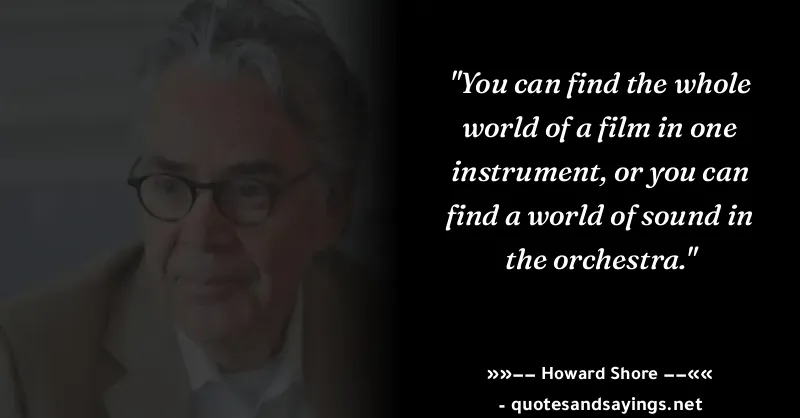 "You can find the whole
world of a film in one
instrument, or you can
find a world of sound in
the orchestra."
»»−− Howard Shore −−««
- quotesandsayings.net